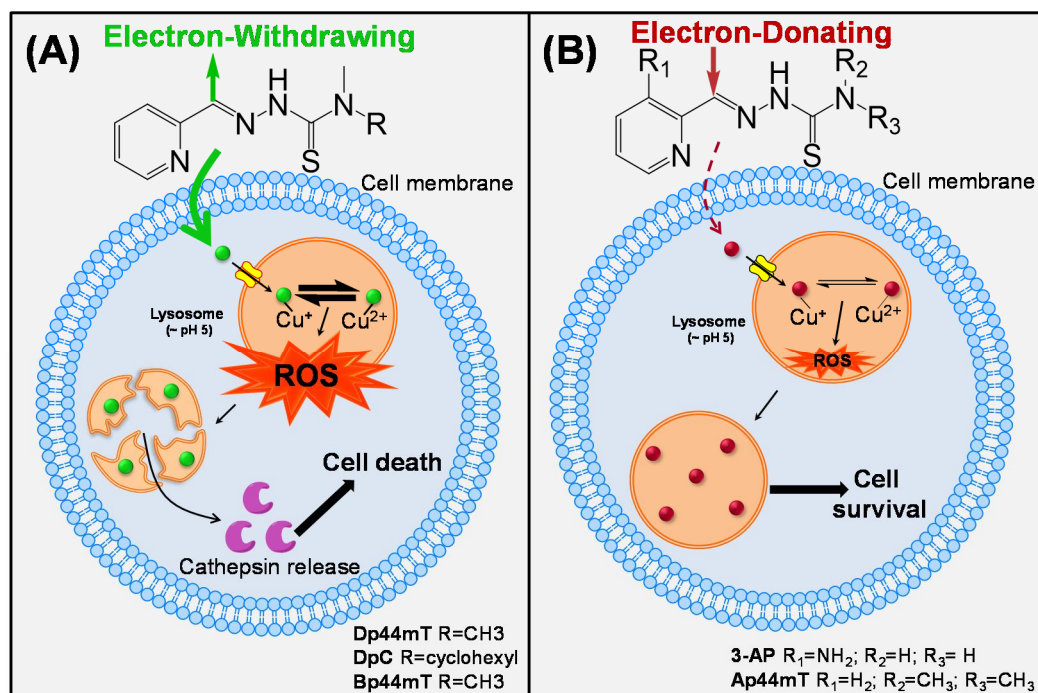 (A)
Electron-Withdrawing
H
N
N
N
R
N
S
Cell membrane
Lysosome
(~ pH 5)
Cu⁺
Cu²⁺
ROS
Cell death
Cathepsin release
Dp44mT R=CH3
DpC R=cyclohexyl
Bp44mT R=CH3
(B)
Electron-Donating
R₁
R₂
H
N
N
N
R₃
N
S
Cell membrane
Lysosome
(~ pH 5)
Cu⁺
Cu²⁺
ROS
Cell
survival
3-AP R₁=NH₂; R₂=H; R₃= H
Ap44mT R₁=H₂; R₂=CH₃; R₃=CH₃